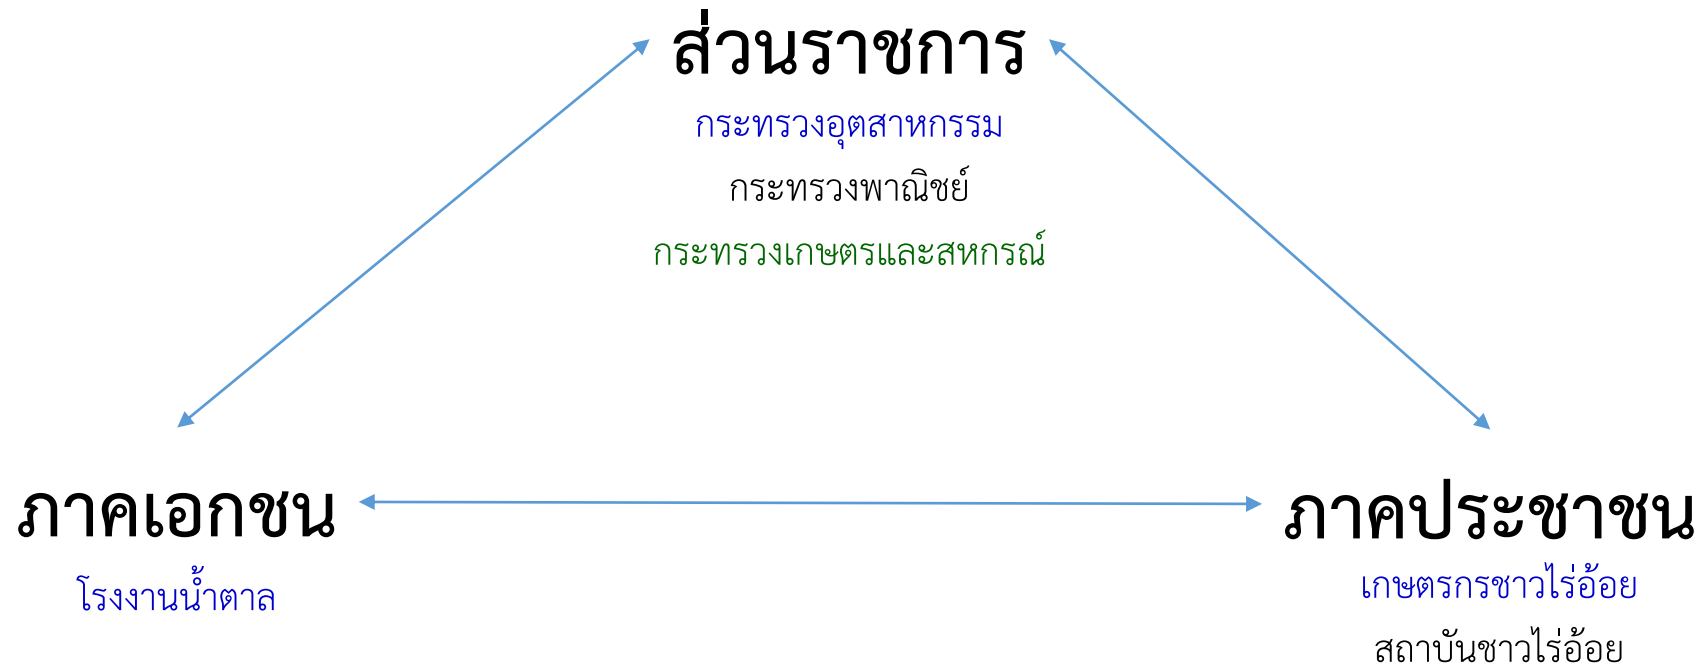 ส่วนราชการ
กระทรวงอุตสาหกรรม
กระทรวงพาณิชย์
กระทรวงเกษตรและสหกรณ์
ภาคเอกชน
โรงงานน้ำตาล
ภาคประชาชน
เกษตรกรชาวไร่อ้อย
สถาบันชาวไร่อ้อย